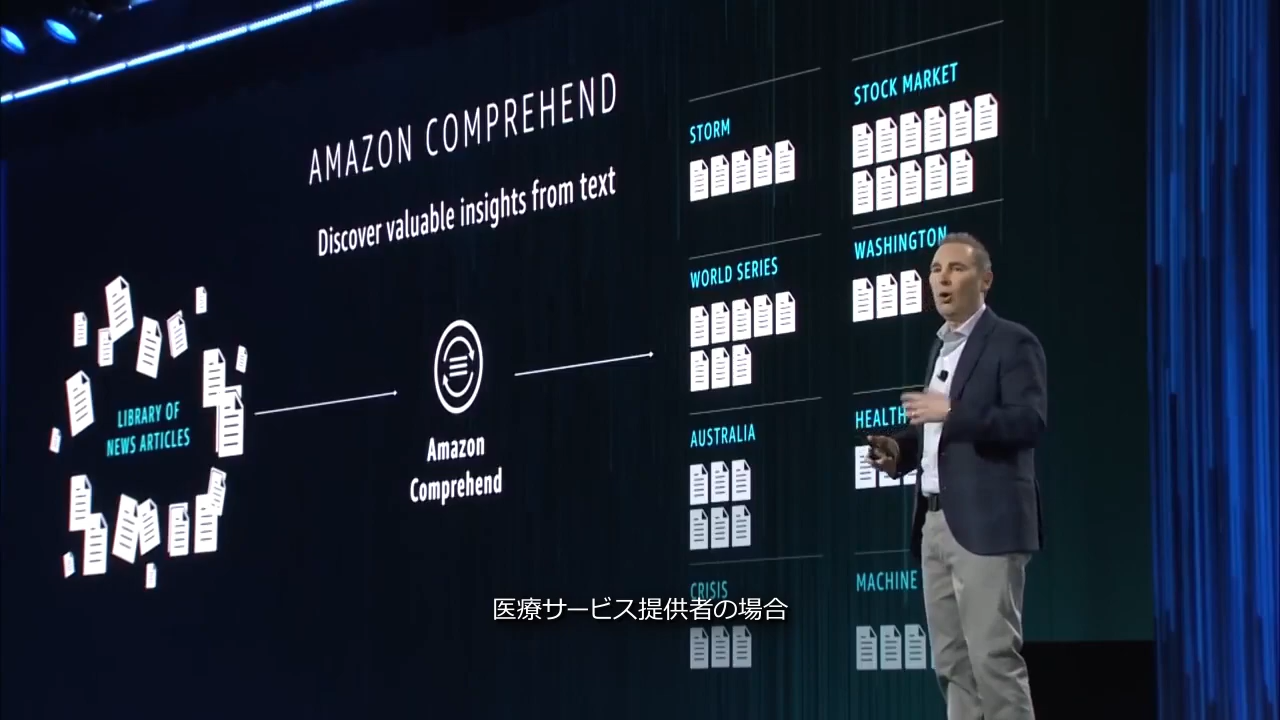 AMAZON COMPREHEND
Discover valuable insights from text
LIBRARY OF
NEWS ARTICLES
Amazon
Comprehend
STORM
STOCK MARKET
WORLD SERIES
WASHINGTON
AUSTRALIA
HEALTH
CRISIS
MACHINE
医療サービス提供者の場合